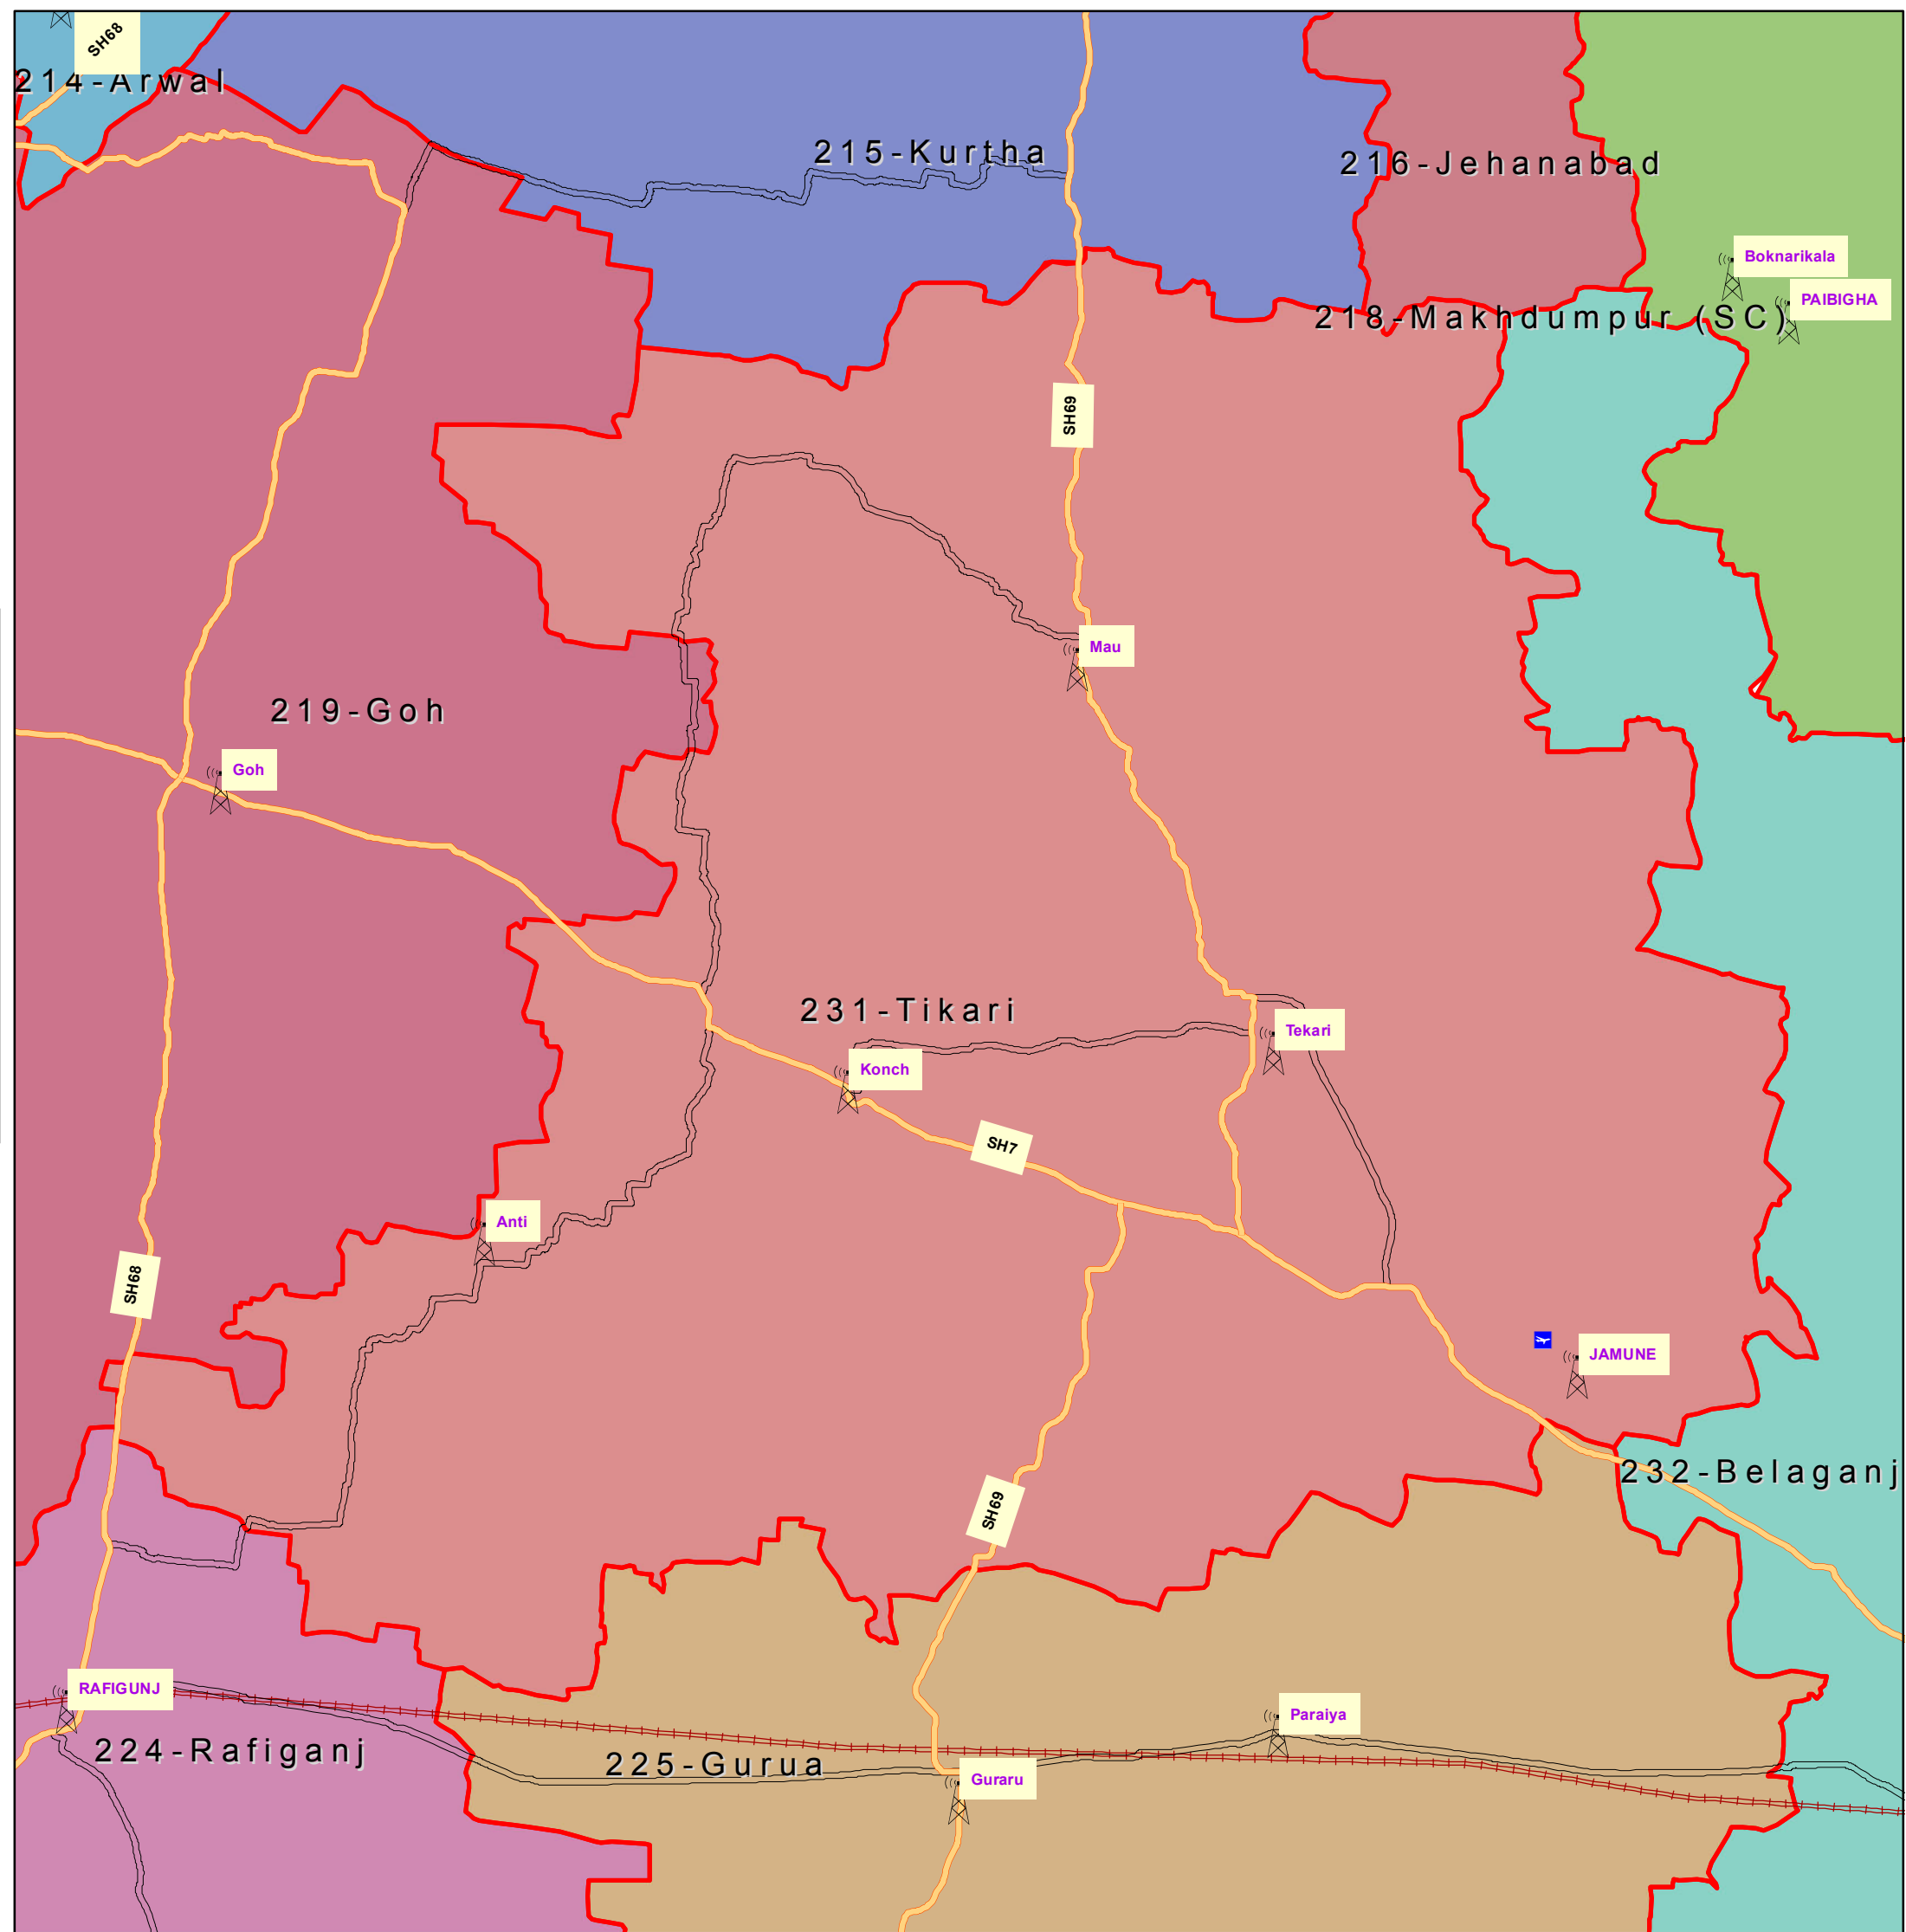 SH68
214-Arwal
215-Kurtha
216-Jehanabad
Boknarikala
PAIBIGHA
218-Makhdumpur (SC)
SH69
Mau
219-Goh
Goh
231-Tikari
Tekari
Konch
SH7
Anti
SH68
JAMUNE
232-Belaganj
SH69
RAFIGUNJ
Paraiya
224-Rafiganj
225-Gurua
Guraru